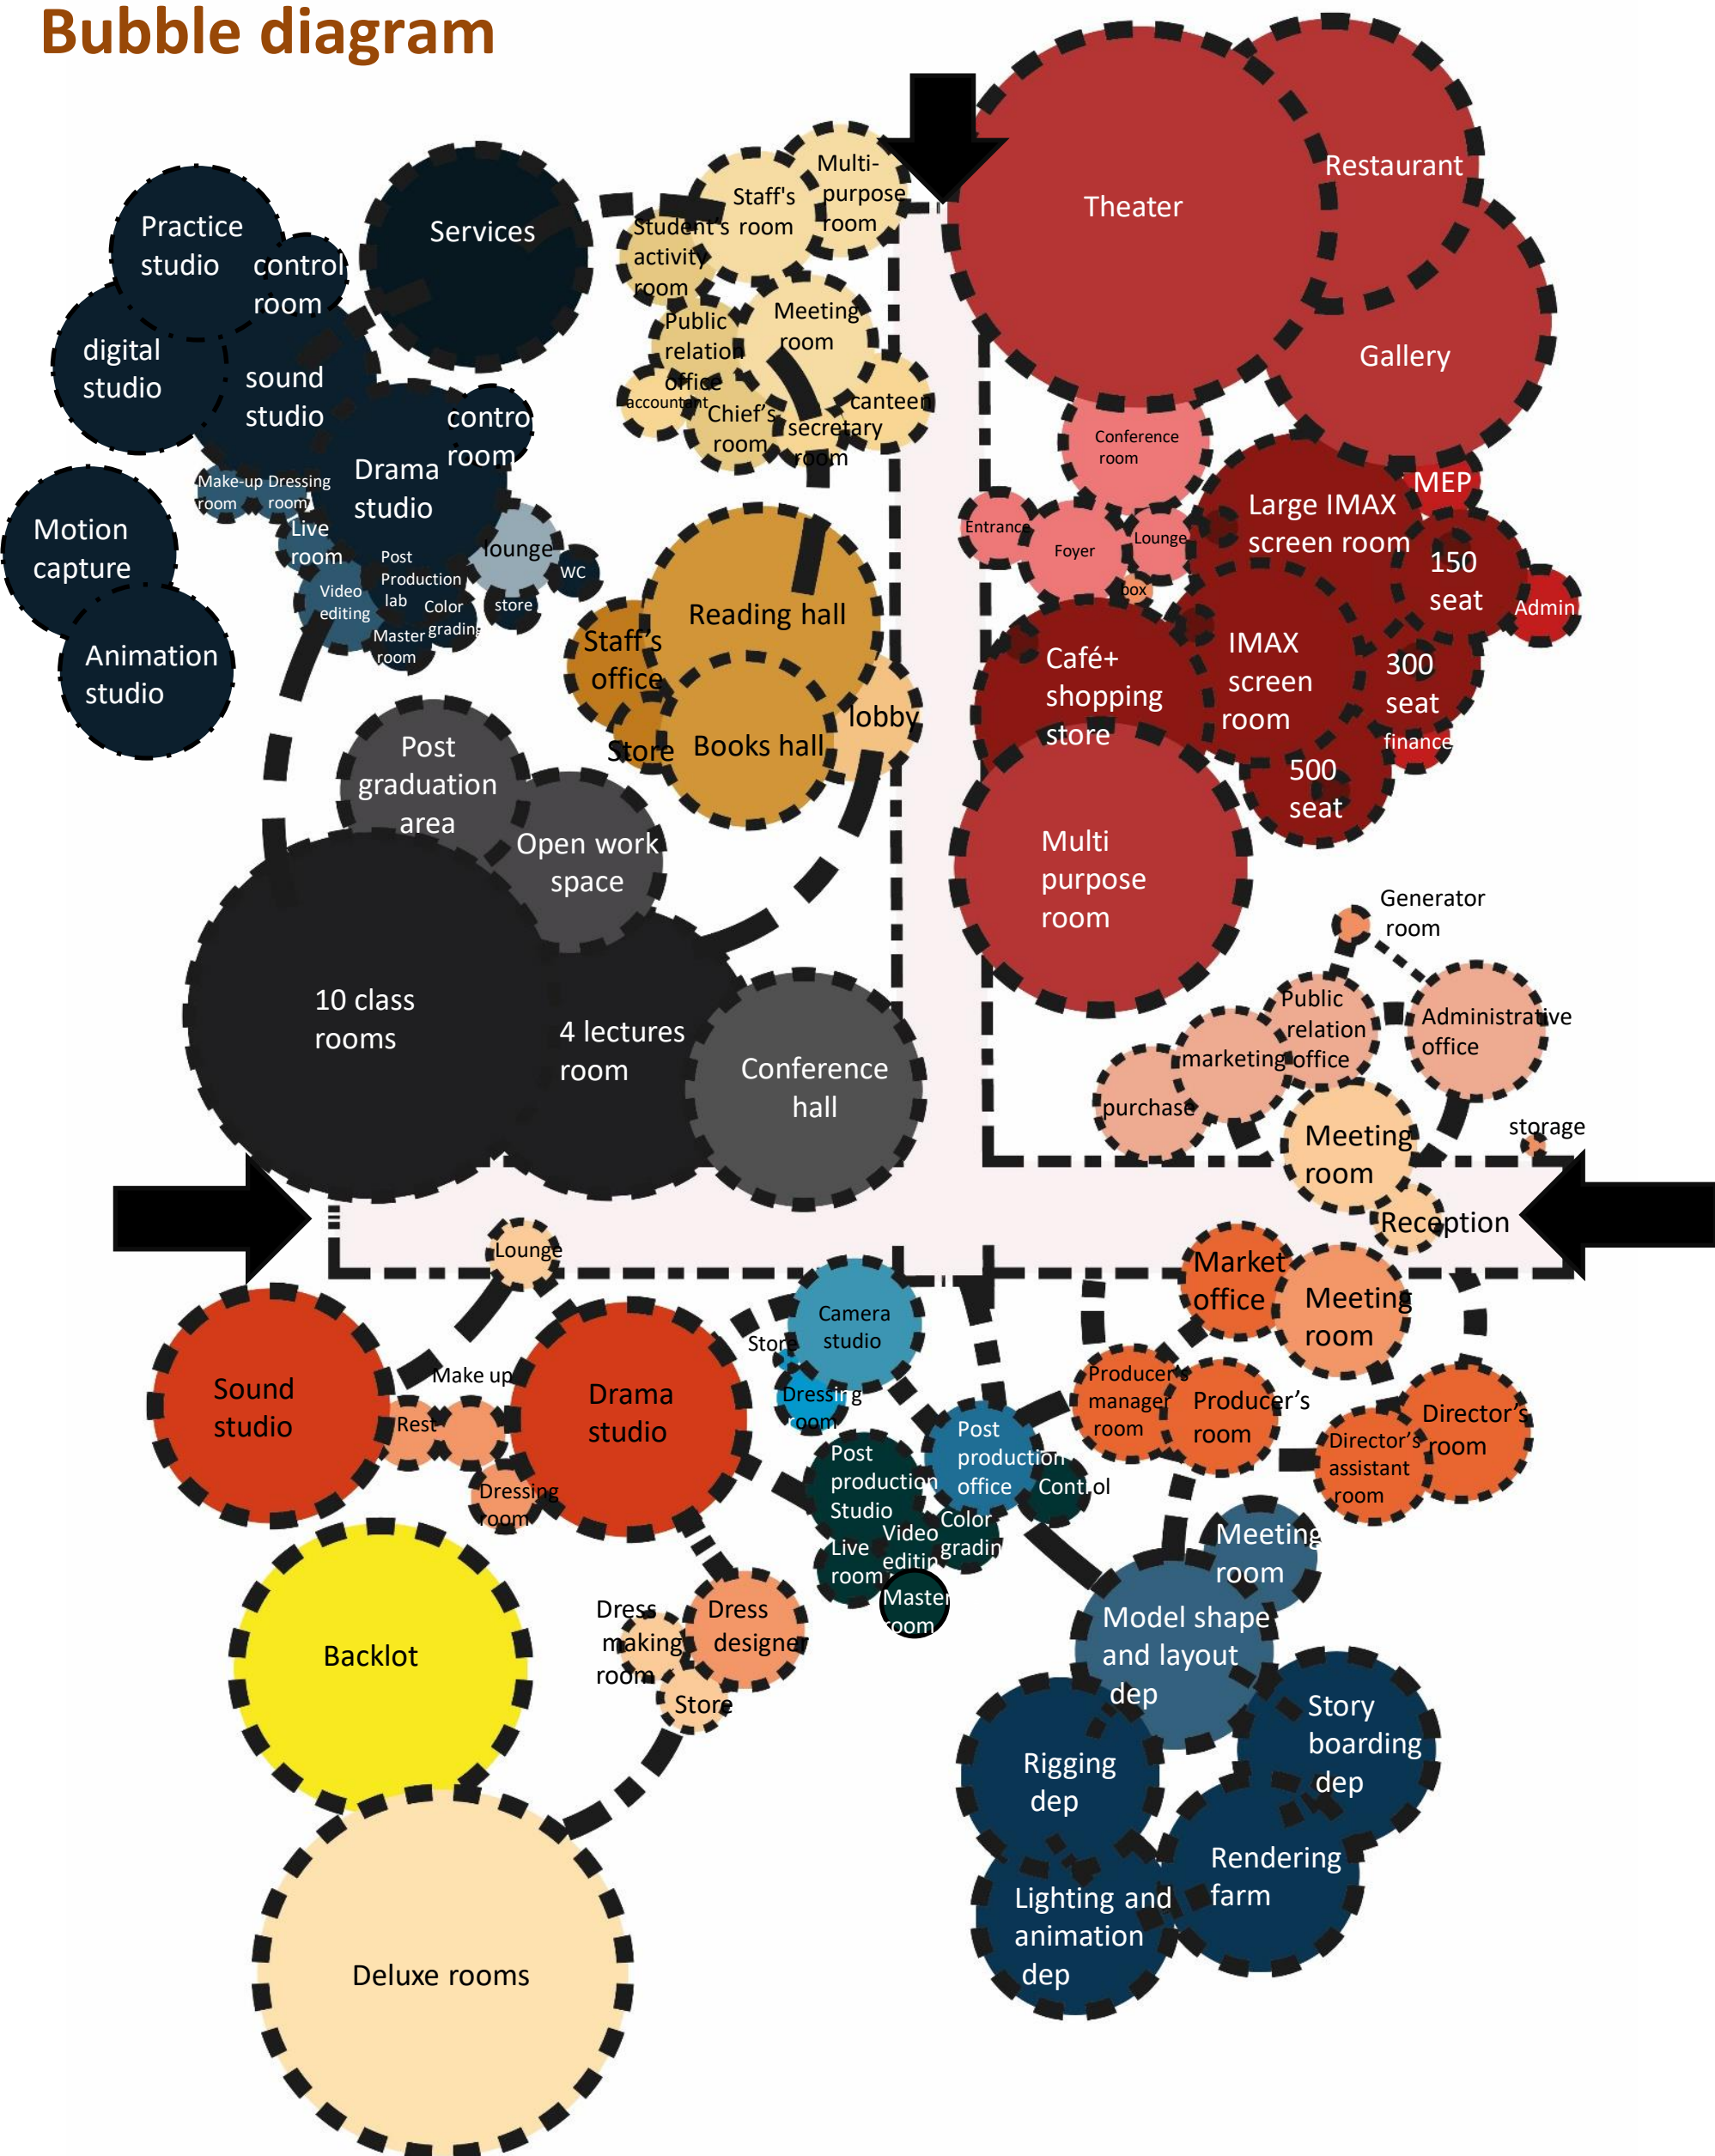 Bubble diagram
Practice
studio
control
room
digital
studio
sound
studio
Services
Drama
studio
contro
room
Make-up
room
Dressing
room
Live
room
Post
Production
lab
Video
editing
Color
grading
Master
room
lounge
WC
store
Motion
capture
Animation
studio
Multi-
purpose
room
Staff's
room
Student's
activity
room
Public
relation
office
Meeting
room
accountant
Chief's
room
secretary
room
canteen
Reading hall
Staff's
office
Store
Books hall
lobby
Post
graduation
area
Open work
space
10 class
rooms
4 lectures
room
Conference
hall
Theater
Restaurant
Gallery
Conference
room
Entrance
Foyer
Lounge
box
Large IMAX
screen room
MEP
150
seat
Admin
IMAX
screen
room
300
seat
finance
500
seat
Café+
shopping
store
Multi
purpose
room
Generator
room
Public
relation
office
Administrative
office
marketing
purchase
Meeting
room
storage
Reception
Lounge
Sound
studio
Rest
Make up
Dressing
room
Drama
studio
Backlot
Deluxe rooms
Dress
making
room
Dress
designer
Store
Camera
studio
Store
Dressing
room
Post
production
Studio
Post
production
office
Control
Color
gradin
Video
editin
Live
room
Master
room
Market
office
Meeting
room
Producer's
manager
room
Producer's
room
Director's
assistant
room
Director's
room
Meeting
room
Model shape
and layout
dep
Story
boarding
dep
Rigging
dep
Rendering
farm
Lighting and
animation
dep